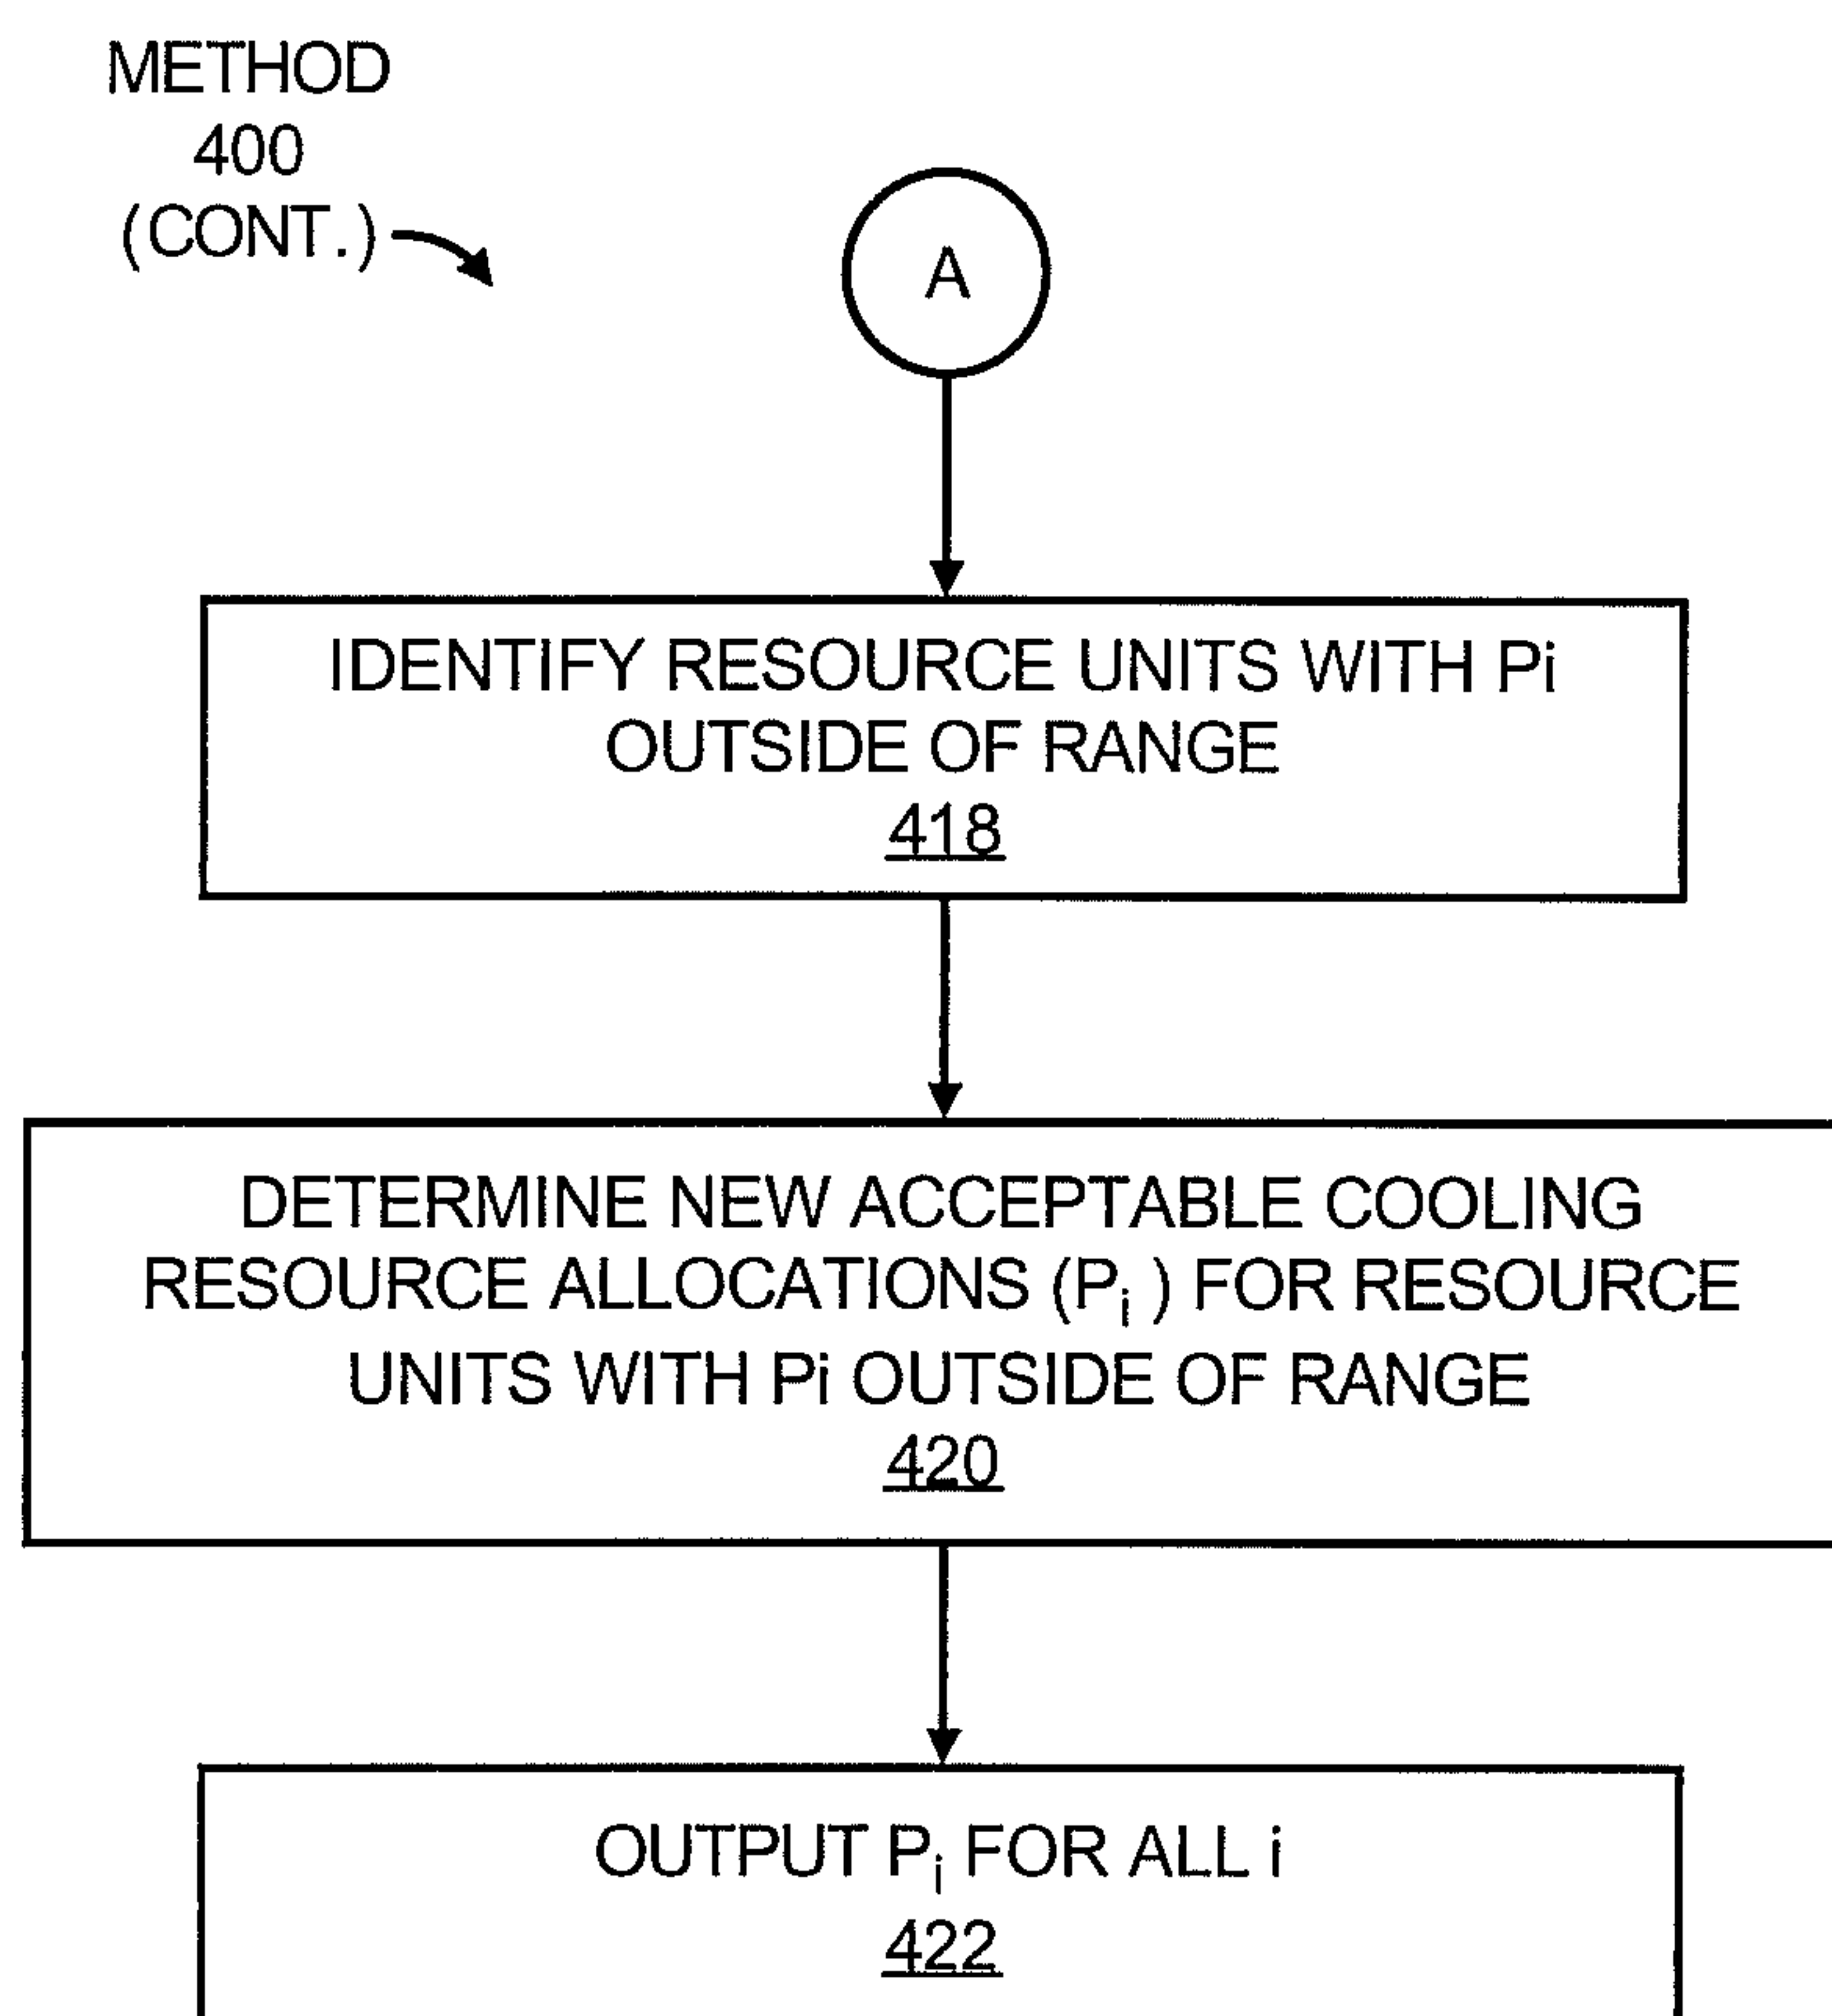 METHOD
400
(CONT.)
A
IDENTIFY RESOURCE UNITS WITH Pi
OUTSIDE OF RANGE
418
DETERMINE NEW ACCEPTABLE COOLING
RESOURCE ALLOCATIONS (Pi ) FOR RESOURCE
UNITS WITH Pi OUTSIDE OF RANGE
420
OUTPUT Pi FOR ALL i
422